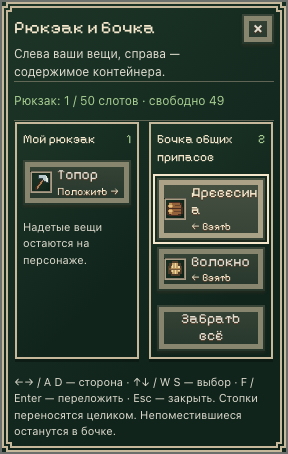 Рюкзак и бочка
×
Слева ваши вещи, справа —
содержимое контейнера.
Рюкзак: 1 / 50 слотов · свободно 49
Мой рюкзак 1
Топор
Положить →
Надетые вещи
остаются на
персонаже.
Бочка общих 2
припасов
Древесин
а
← Взять
Волокно
← Взять
Забрать
всё
←→ / A D — сторона · ↑↓ / W S — выбор · F /
Enter — переложить · Esc — закрыть. Стопки
переносятся целиком. Непоместившиеся
останутся в бочке.